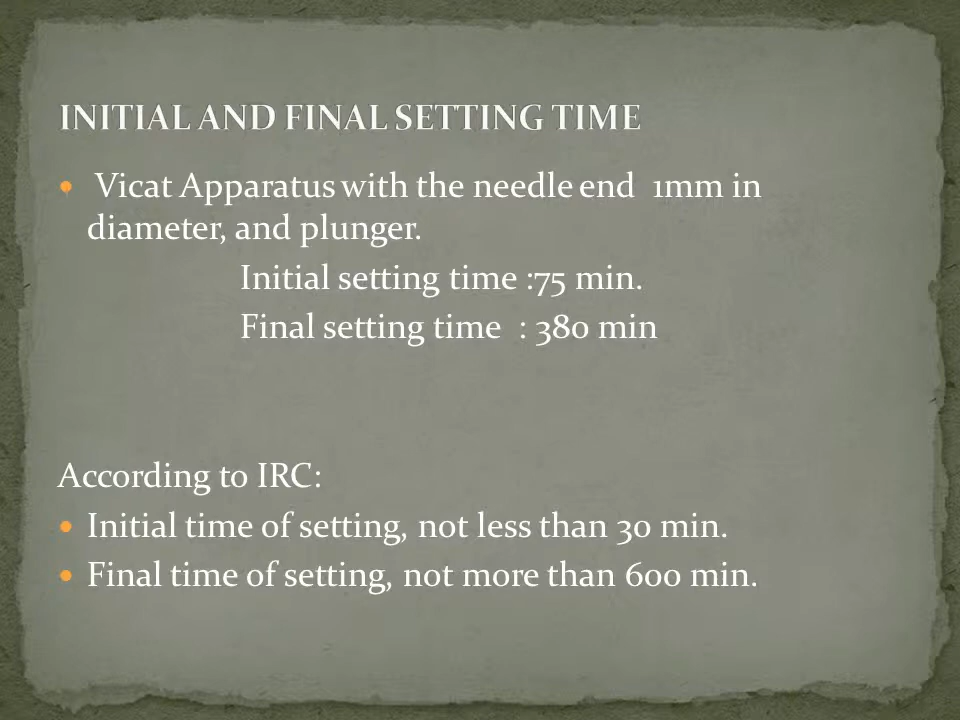 INITIAL AND FINAL SETTING TIME
• Vicat Apparatus with the needle end 1mm in
diameter, and plunger.
Initial setting time :75 min.
Final setting time : 380 min
According to IRC:
• Initial time of setting, not less than 30 min.
• Final time of setting, not more than 600 min.